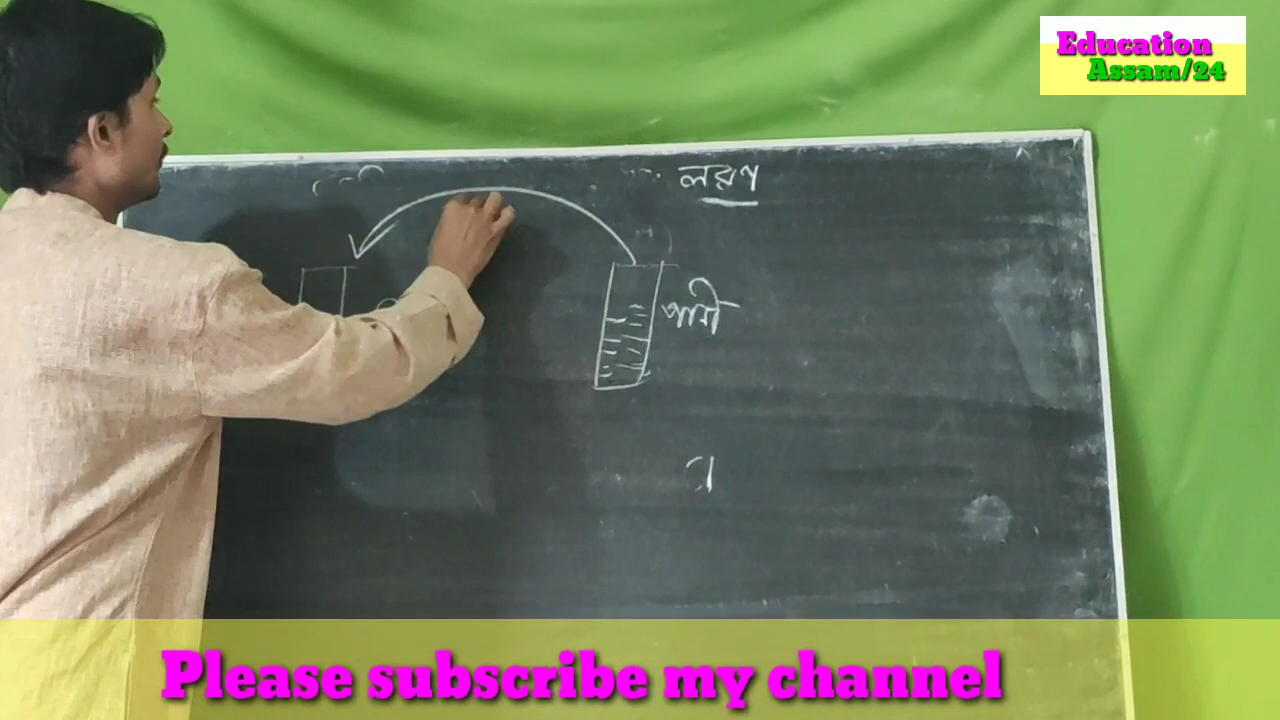 Education
Assam/24
লৱণ
পানী
Please subscribe my channel